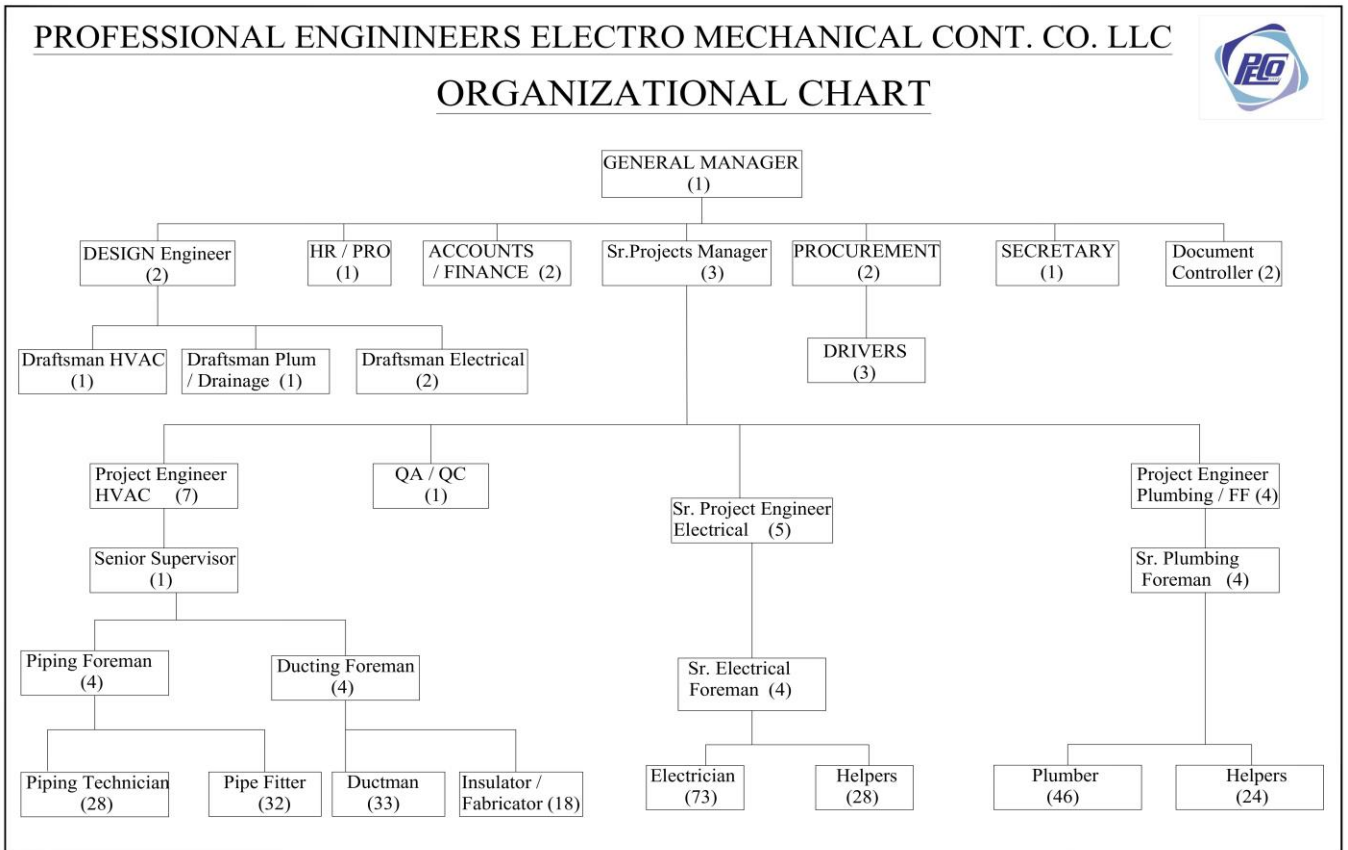 PROFESSIONAL ENGININEERS ELECTRO MECHANICAL CONT. CO. LLC
ORGANIZATIONAL CHART
PECO
GENERAL MANAGER
(1)
DESIGN Engineer
(2)
HR / PRO
(1)
ACCOUNTS
/ FINANCE (2)
Sr.Projects Manager
(3)
PROCUREMENT
(2)
SECRETARY
(1)
Document
Controller (2)
Draftsman HVAC
(1)
Draftsman Plum
/ Drainage (1)
Draftsman Electrical
(2)
DRIVERS
(3)
Project Engineer
HVAC (7)
QA / QC
(1)
Sr. Project Engineer
Electrical (5)
Project Engineer
Plumbing / FF (4)
Senior Supervisor
(1)
Sr. Plumbing
Foreman (4)
Piping Foreman
(4)
Ducting Foreman
(4)
Sr. Electrical
Foreman (4)
Piping Technician
(28)
Pipe Fitter
(32)
Ductman
(33)
Insulator /
Fabricator (18)
Electrician
(73)
Helpers
(28)
Plumber
(46)
Helpers
(24)